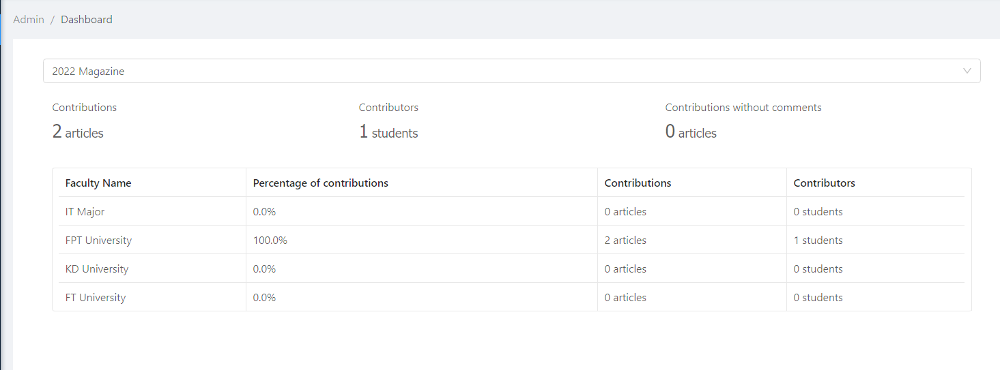 Admin / Dashboard
2022 Magazine
Contributions Contributors Contributions without comments
2 articles 1 students 0 articles
Faculty Name Percentage of contributions Contributions Contributors
IT Major 0.0% 0 articles 0 students
FPT University 100.0% 2 articles 1 students
KD University 0.0% 0 articles 0 students
FT University 0.0% 0 articles 0 students